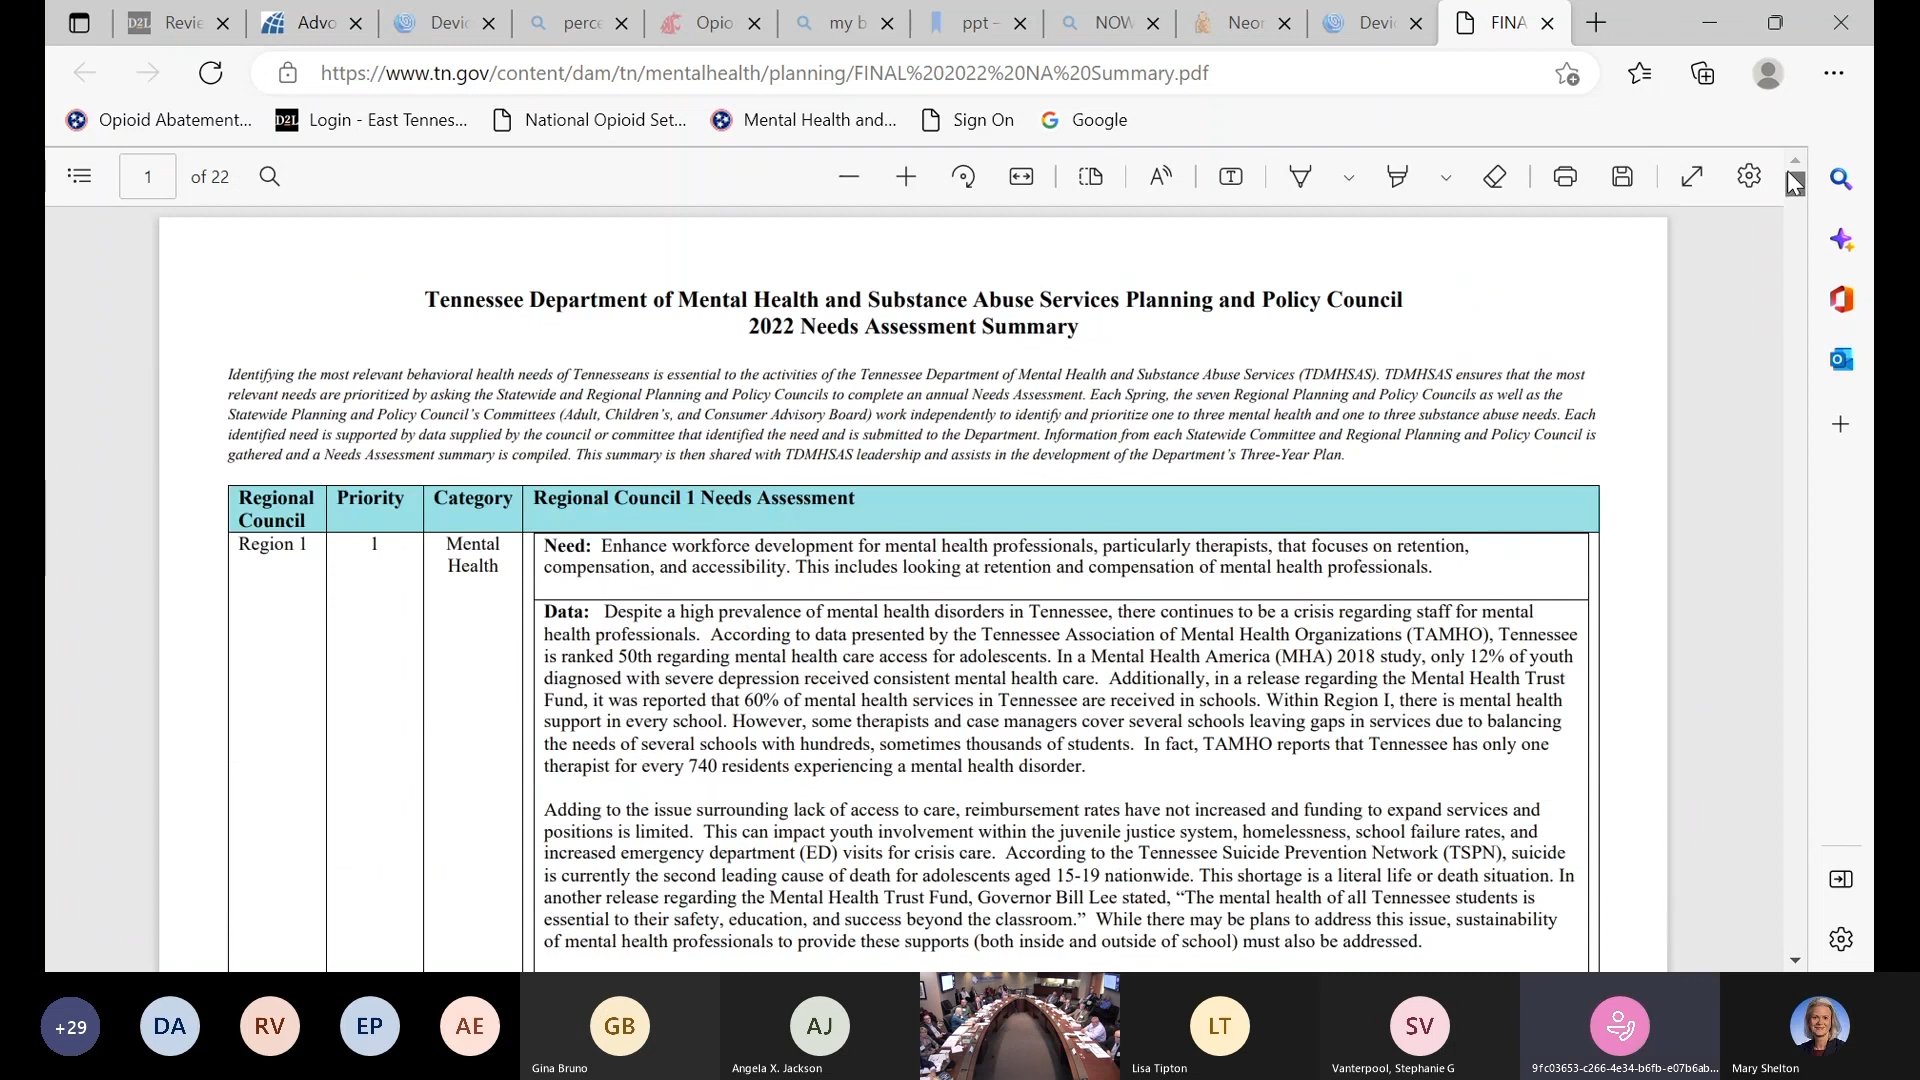 Revie
Advo
Devic
perce
Opio
my b
ppt -
NOW
Neor
Devi
FINA
https://www.tn.gov/content/dam/tn/mentalhealth/planning/FINAL%202022%20NA%20Summary.pdf
Opioid Abatement...
D2L
Login - East Tennes...
National Opioid Set...
Mental Health and...
Sign On
Google
1
of 22
Tennessee Department of Mental Health and Substance Abuse Services Planning and Policy Council
2022 Needs Assessment Summary
Identifying the most relevant behavioral health needs of Tennesseans is essential to the activities of the Tennessee Department of Mental Health and Substance Abuse Services (TDMHSAS). TDMHSAS ensures that the most
relevant needs are prioritized by asking the Statewide and Regional Planning and Policy Councils to complete an annual Needs Assessment. Each Spring, the seven Regional Planning and Policy Councils as well as the
Statewide Planning and Policy Council's Committees (Adult, Children's, and Consumer Advisory Board) work independently to identify and prioritize one to three mental health and one to three substance abuse needs. Each
identified need is supported by data supplied by the council or committee that identified the need and is submitted to the Department. Information from each Statewide Committee and Regional Planning and Policy Council is
gathered and a Needs Assessment summary is compiled. This summary is then shared with TDMHSAS leadership and assists in the development of the Department's Three-Year Plan.
Regional
Council
Priority
Category
Regional Council 1 Needs Assessment
Region 1
1
Mental
Health
Need: Enhance workforce development for mental health professionals, particularly therapists, that focuses on retention,
compensation, and accessibility. This includes looking at retention and compensation of mental health professionals.
Data: Despite a high prevalence of mental health disorders in Tennessee, there continues to be a crisis regarding staff for mental
health professionals. According to data presented by the Tennessee Association of Mental Health Organizations (TAMHO), Tennessee
is ranked 50th regarding mental health care access for adolescents. In a Mental Health America (MHA) 2018 study, only 12% of youth
diagnosed with severe depression received consistent mental health care. Additionally, in a release regarding the Mental Health Trust
Fund, it was reported that 60% of mental health services in Tennessee are received in schools. Within Region I, there is mental health
support in every school. However, some therapists and case managers cover several schools leaving gaps in services due to balancing
the needs of several schools with hundreds, sometimes thousands of students. In fact, TAMHO reports that Tennessee has only one
therapist for every 740 residents experiencing a mental health disorder.
Adding to the issue surrounding lack of access to care, reimbursement rates have not increased and funding to expand services and
positions is limited. This can impact youth involvement within the juvenile justice system, homelessness, school failure rates, and
increased emergency department (ED) visits for crisis care. According to the Tennessee Suicide Prevention Network (TSPN), suicide
is currently the second leading cause of death for adolescents aged 15-19 nationwide. This shortage is a literal life or death situation. In
another release regarding the Mental Health Trust Fund, Governor Bill Lee stated, “The mental health of all Tennessee students is
essential to their safety, education, and success beyond the classroom.” While there may be plans to address this issue, sustainability
of mental health professionals to provide these supports (both inside and outside of school) must also be addressed.
+29
DA
RV
EP
AE
GB
Gina Bruno
AJ
Angela X. Jackson
LT
Lisa Tipton
SV
Vanterpool, Stephanie G
9fc03653-c266-4e34-b6fb-e07b6ab...
Mary Shelton